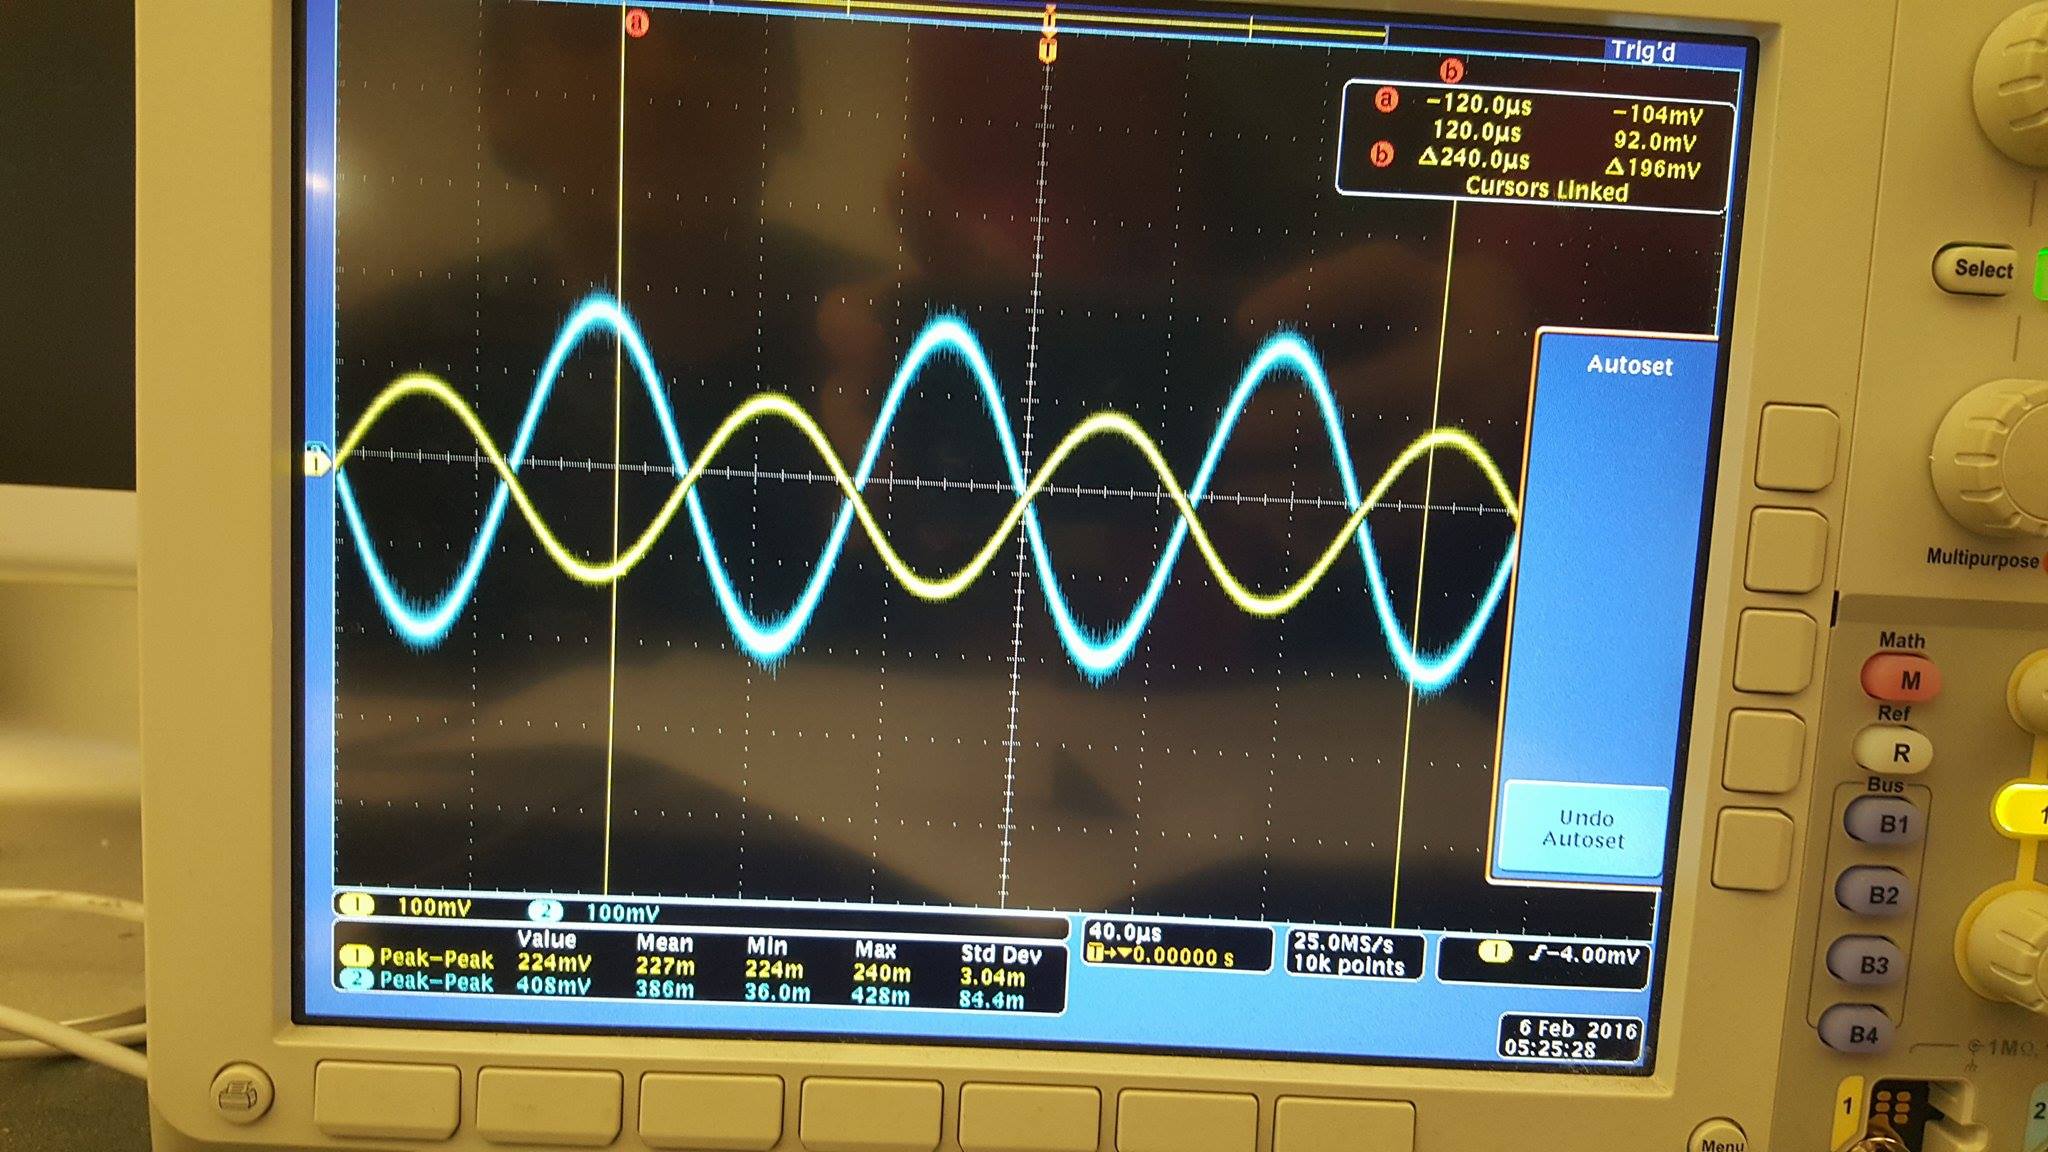 a
T
Trig'd
b
a -120.0µs -104mV
120.0µs 92.0mV
b Δ240.0µs Δ196mV
Cursors Linked
Select
Autoset
1
Multipurpose
Undo
Autoset
Math
M
Ref
R
Bus
B1
B2
B3
B4
1 100mV 2 100mV
Value Mean Min Max Std Dev
1 Peak-Peak 224mV 227m 224m 240m 3.04m
2 Peak-Peak 408mV 386m 36.0m 428m 84.4m
40.0µs
T→▼0.00000 s
25.0MS/s
10k points
1 ∫-4.00mV
6 Feb 2016
05:25:28
1MΩ
1
2
Menu